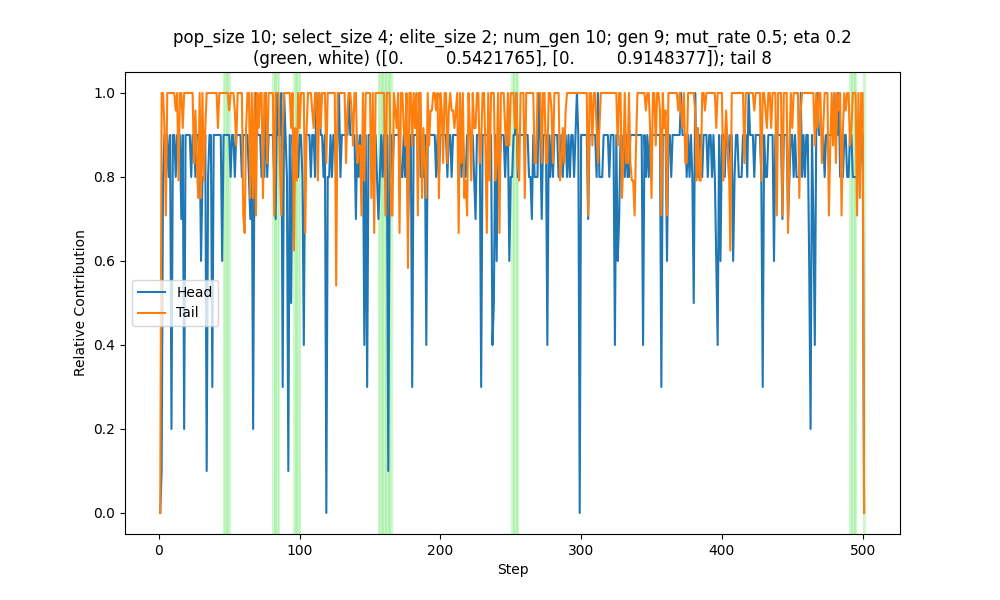 pop_size 10; select_size 4; elite_size 2; num_gen 10; gen 9; mut_rate 0.5; eta 0.2
(green, white) ([0. 0.5421765], [0. 0.9148377]); tail 8
1.0
0.8
0.6
0.4
0.2
0.0
Relative Contribution
Head
Tail
0
100
200
300
400
500
Step